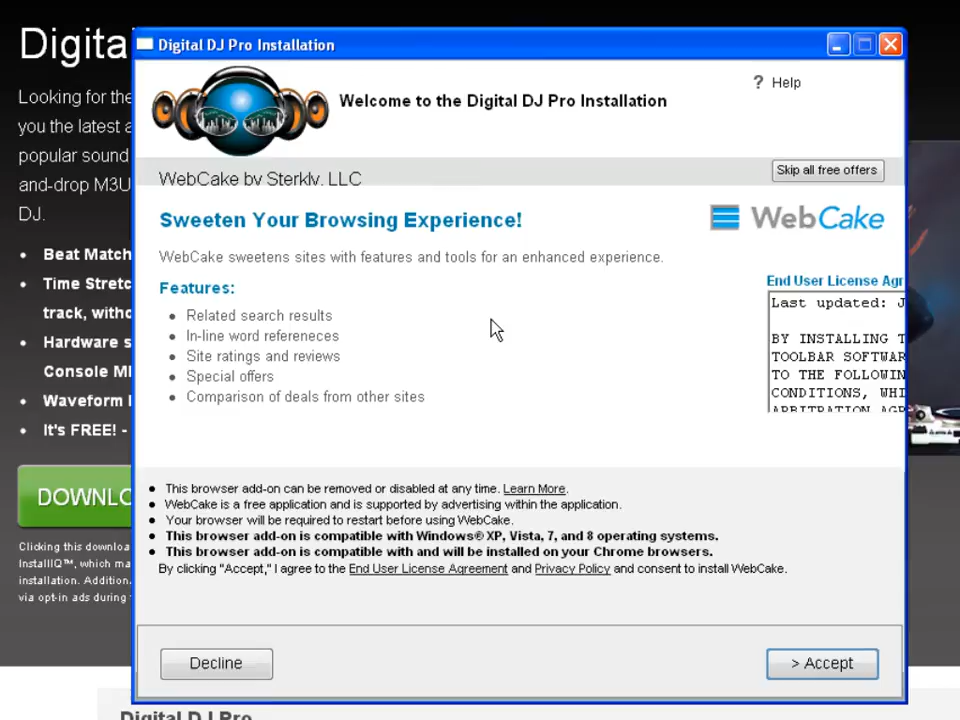 Digita
Looking for the
you the latest a
popular sound
and-drop M3U
DJ.
Beat Match
Time Stretc
track, witho
Hardware s
Console MI
Waveform
It's FREE! -
DOWNLO
Clicking this downloa
InstallIQ™, which ma
installation. Addition.
via opt-in ads during
Digital DJ Pro Installation
Welcome to the Digital DJ Pro Installation
? Help
WebCake by Sterkly, LLC
Skip all free offers
Sweeten Your Browsing Experience!
WebCake
WebCake sweetens sites with features and tools for an enhanced experience.
Features:
Related search results
In-line word refereneces
Site ratings and reviews
Special offers
Comparison of deals from other sites
End User License Agr
Last updated: J
BY INSTALLING T
TOOLBAR SOFTWAR
TO THE FOLLOWIN
CONDITIONS, WHI
ARBITRATION AGR
This browser add-on can be removed or disabled at any time. Learn More.
WebCake is a free application and is supported by advertising within the application.
Your browser will be required to restart before using WebCake.
This browser add-on is compatible with Windows® XP, Vista, 7, and 8 operating systems.
This browser add-on is compatible with and will be installed on your Chrome browsers.
By clicking "Accept," I agree to the End User License Agreement and Privacy Policy and consent to install WebCake.
Decline
> Accept
Digital DJ Pro